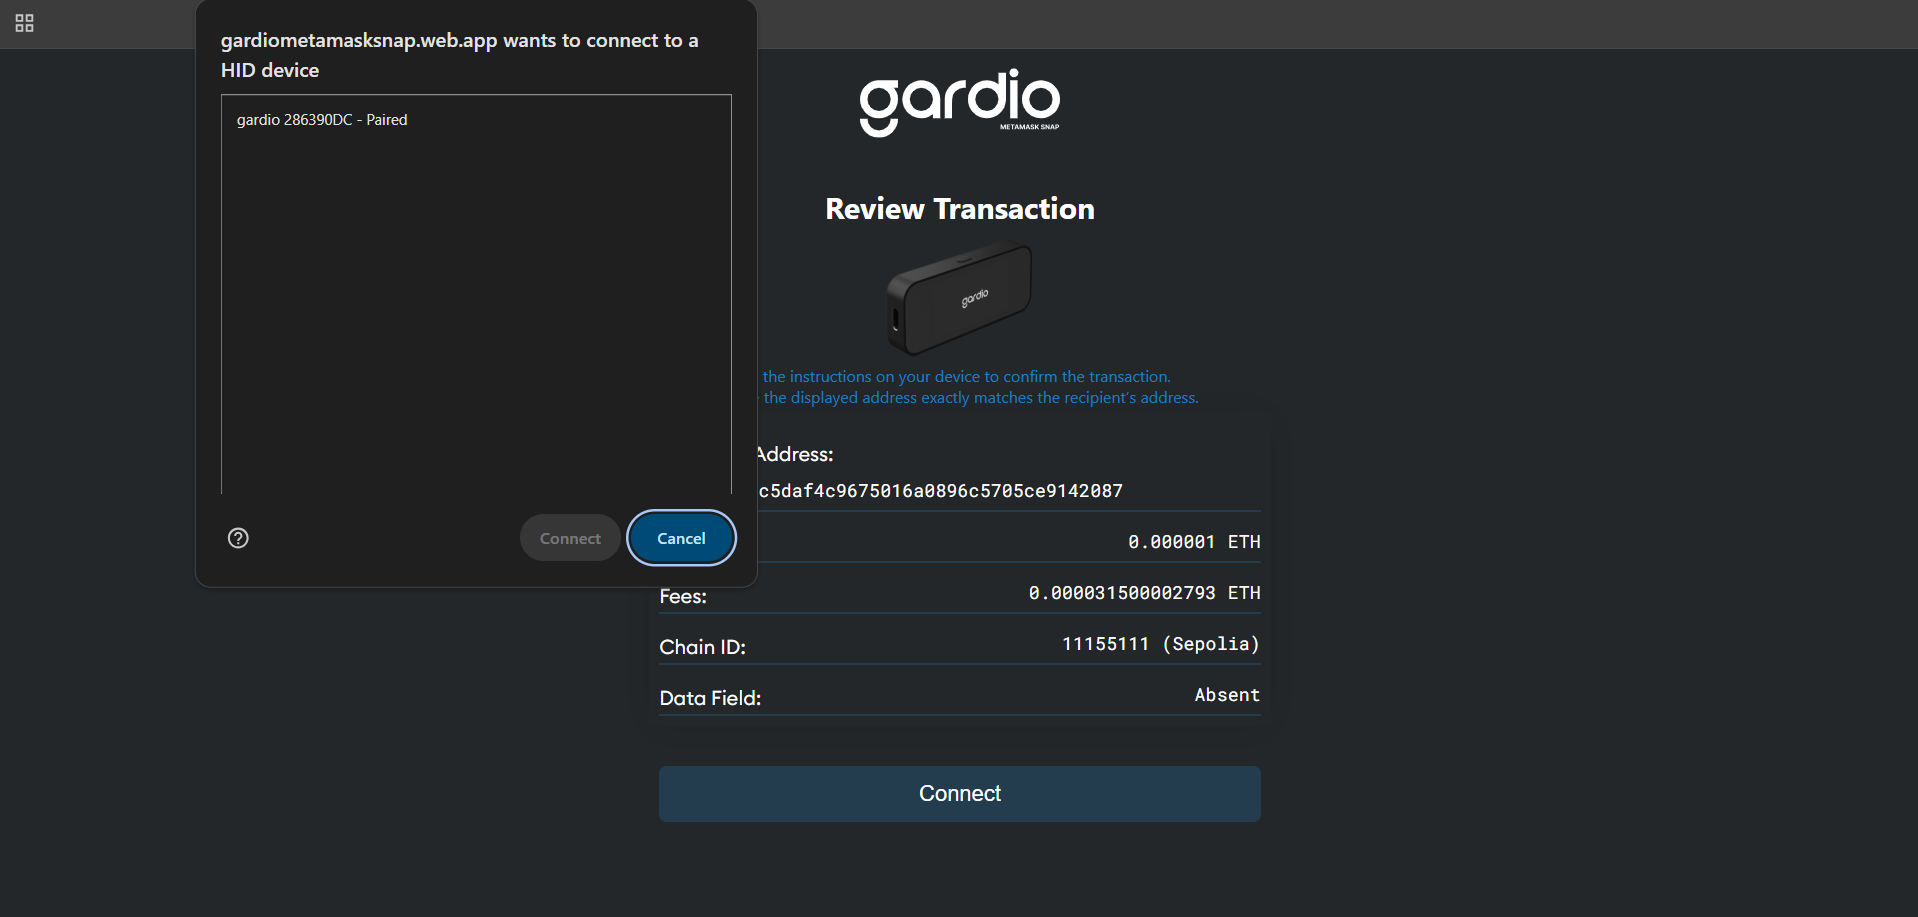 gardiometamasksnap.web.app wants to connect to a
HID device
gardio 286390DC - Paired
Connect
Cancel
gardio
METAMASK SNAP
Review Transaction
gardio
the instructions on your device to confirm the transaction.
the displayed address exactly matches the recipient's address.
Address:
c5daf4c9675016a0896c5705ce9142087
0.000001 ETH
Fees: 0.000031500002793 ETH
Chain ID: 11155111 (Sepolia)
Data Field: Absent
Connect